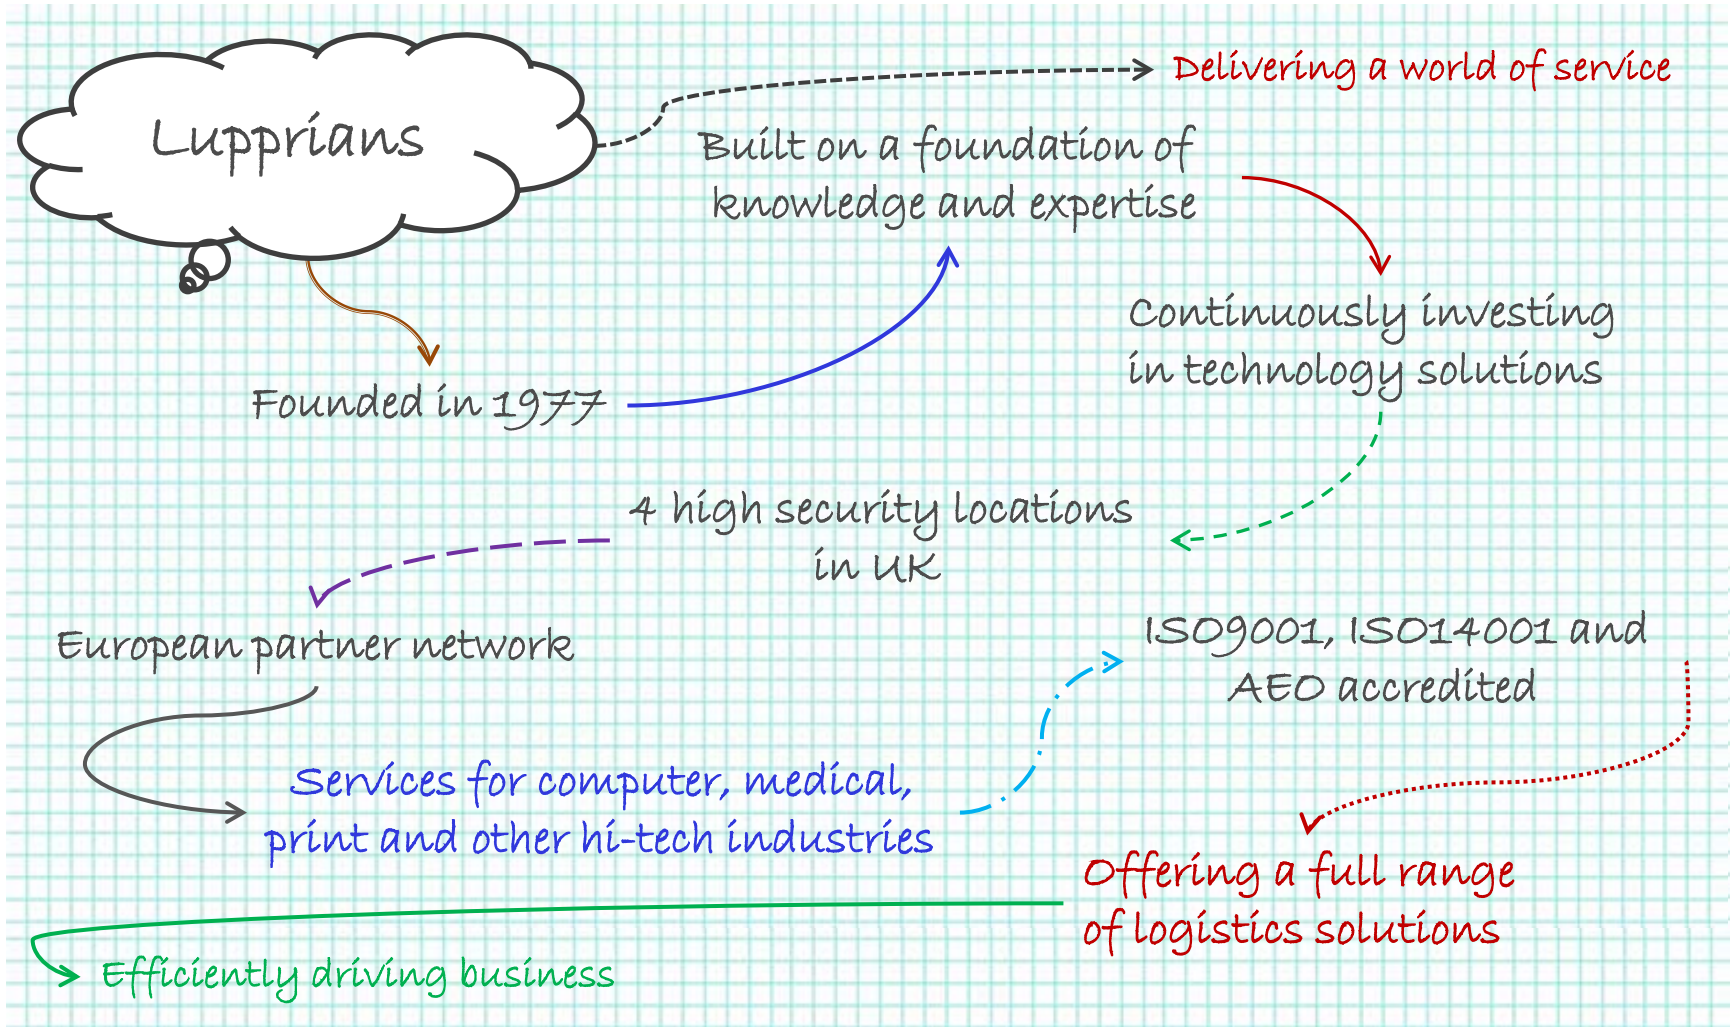 Lupprians
Delivering a world of service
Built on a foundation of
knowledge and expertise
Continuously investing
in technology solutions
Founded in 1977
4 high security locations
in UK
European partner network
ISO9001, ISO14001 and
AEO accredited
Services for computer, medical,
print and other hi-tech industries
Offering a full range
of logistics solutions
Efficiently driving business